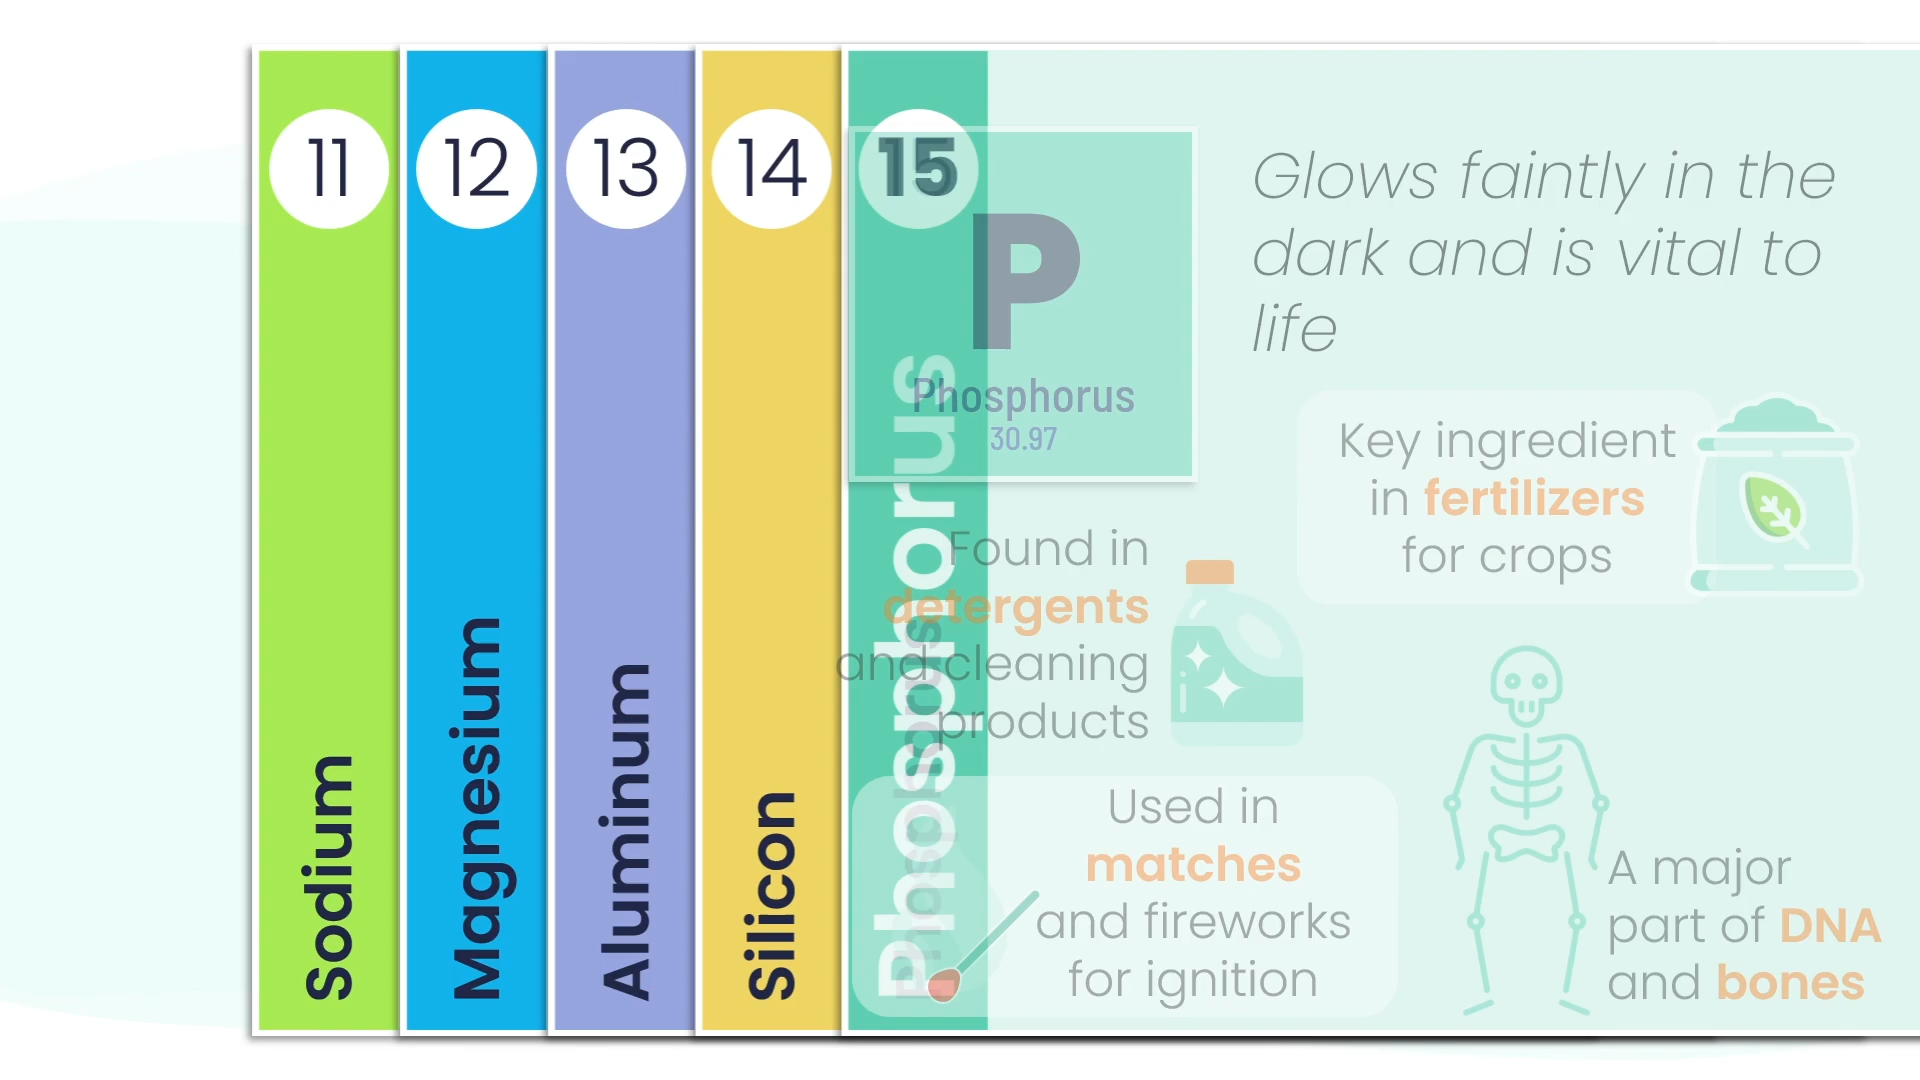 11
Sodium
12
Magnesium
13
Aluminum
14
Silicon
15
Phosphorus
P
Phosphorus
30.97
Glows faintly in the
dark and is vital to
life
Key ingredient
in fertilizers
for crops
Found in
detergents
and cleaning
products
Used in
matches
and fireworks
for ignition
A major
part of DNA
and bones